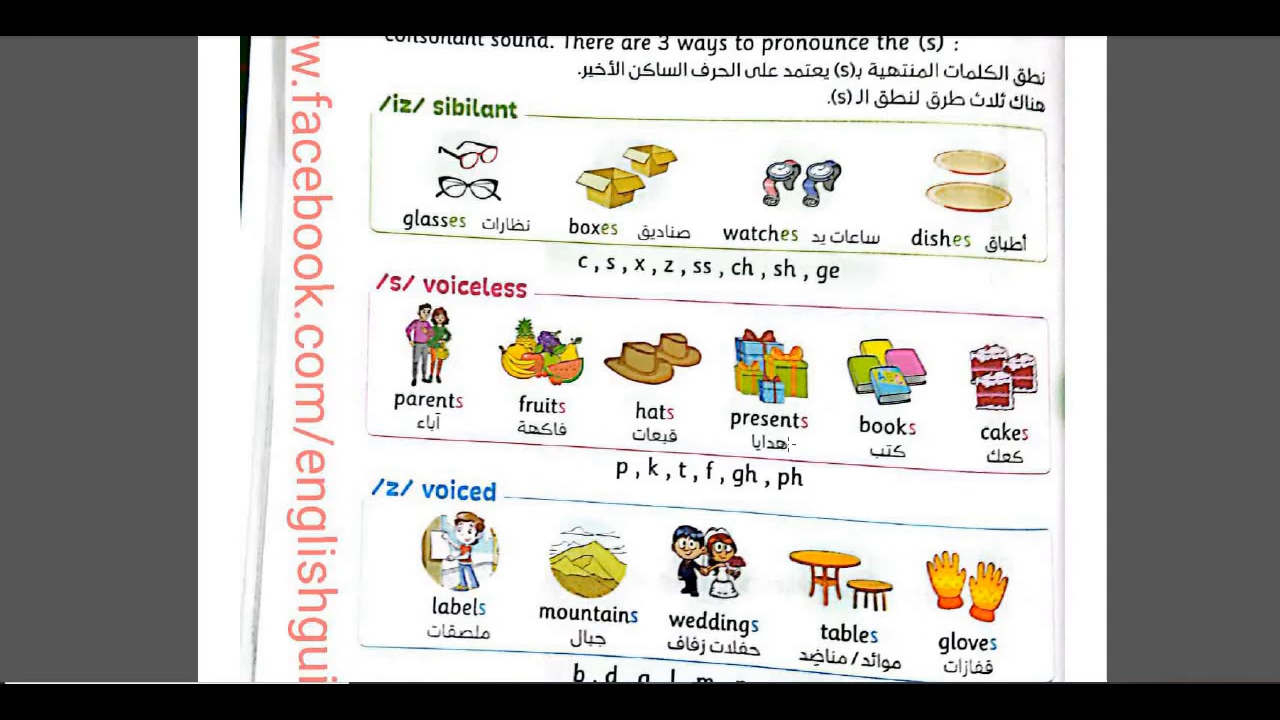 consonant sound. There are 3 ways to pronounce the (s) :
نطق الكلمات المنتهية بـ(s) يعتمد على الحرف الساكن الأخير.
هناك ثلاث طرق لنطق الـ (s).
/iz/ sibilant
glasses نظارات boxes صناديق watches ساعات يد dishes أطباق
c , s , x , z , ss , ch , sh , ge
/s/ voiceless
parents fruits hats presents books cakes
آباء فاكهة قبعات هدايا كتب كعك
p , k , t , f , gh , ph
/z/ voiced
labels mountains weddings tables gloves
ملصقات جبال حفلات زفاف موائد / مناضِد قفازات
b , d , g , l , m
w.facebook.com/englishgui